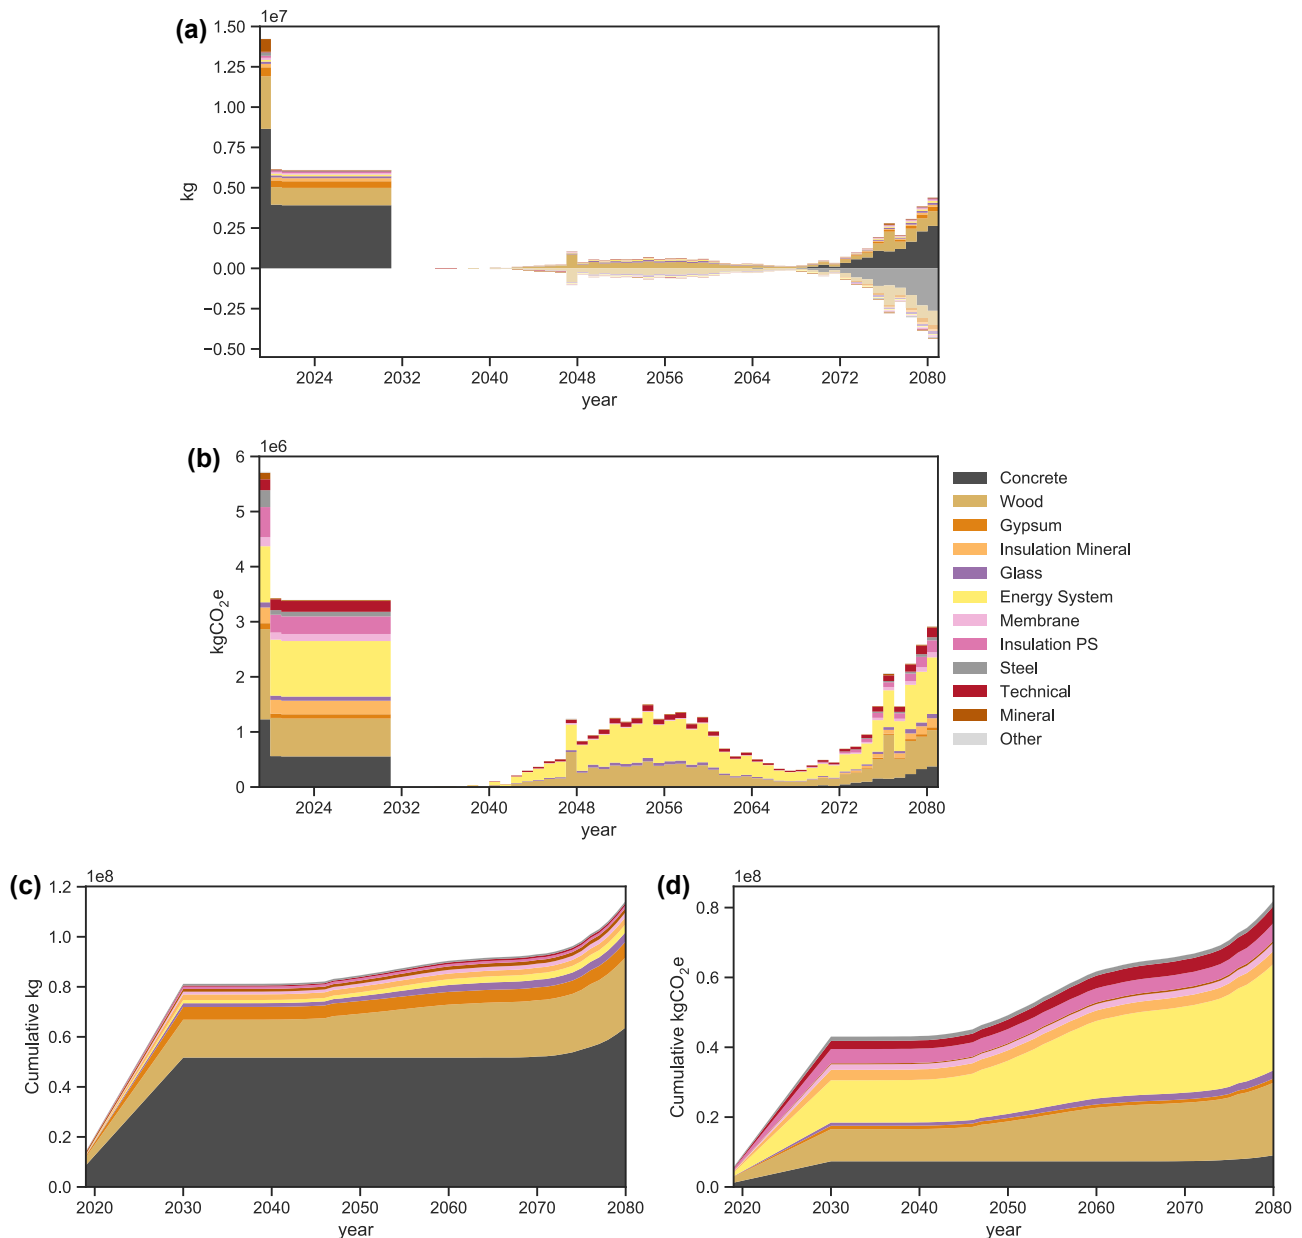 (a)
1e7
1.50
1.25
1.00
0.75
0.50
0.25
0.00
−0.25
−0.50
kg
2024 2032 2040 2048 2056 2064 2072 2080
year
(b)
1e6
6
5
4
3
2
1
0
kgCO2e
2024 2032 2040 2048 2056 2064 2072 2080
year
Concrete
Wood
Gypsum
Insulation Mineral
Glass
Energy System
Membrane
Insulation PS
Steel
Technical
Mineral
Other
(c)
1e8
1.2
1.0
0.8
0.6
0.4
0.2
0.0
Cumulative kg
2020 2030 2040 2050 2060 2070 2080
year
(d)
1e8
0.8
0.6
0.4
0.2
0.0
Cumulative kgCO2e
2020 2030 2040 2050 2060 2070 2080
year